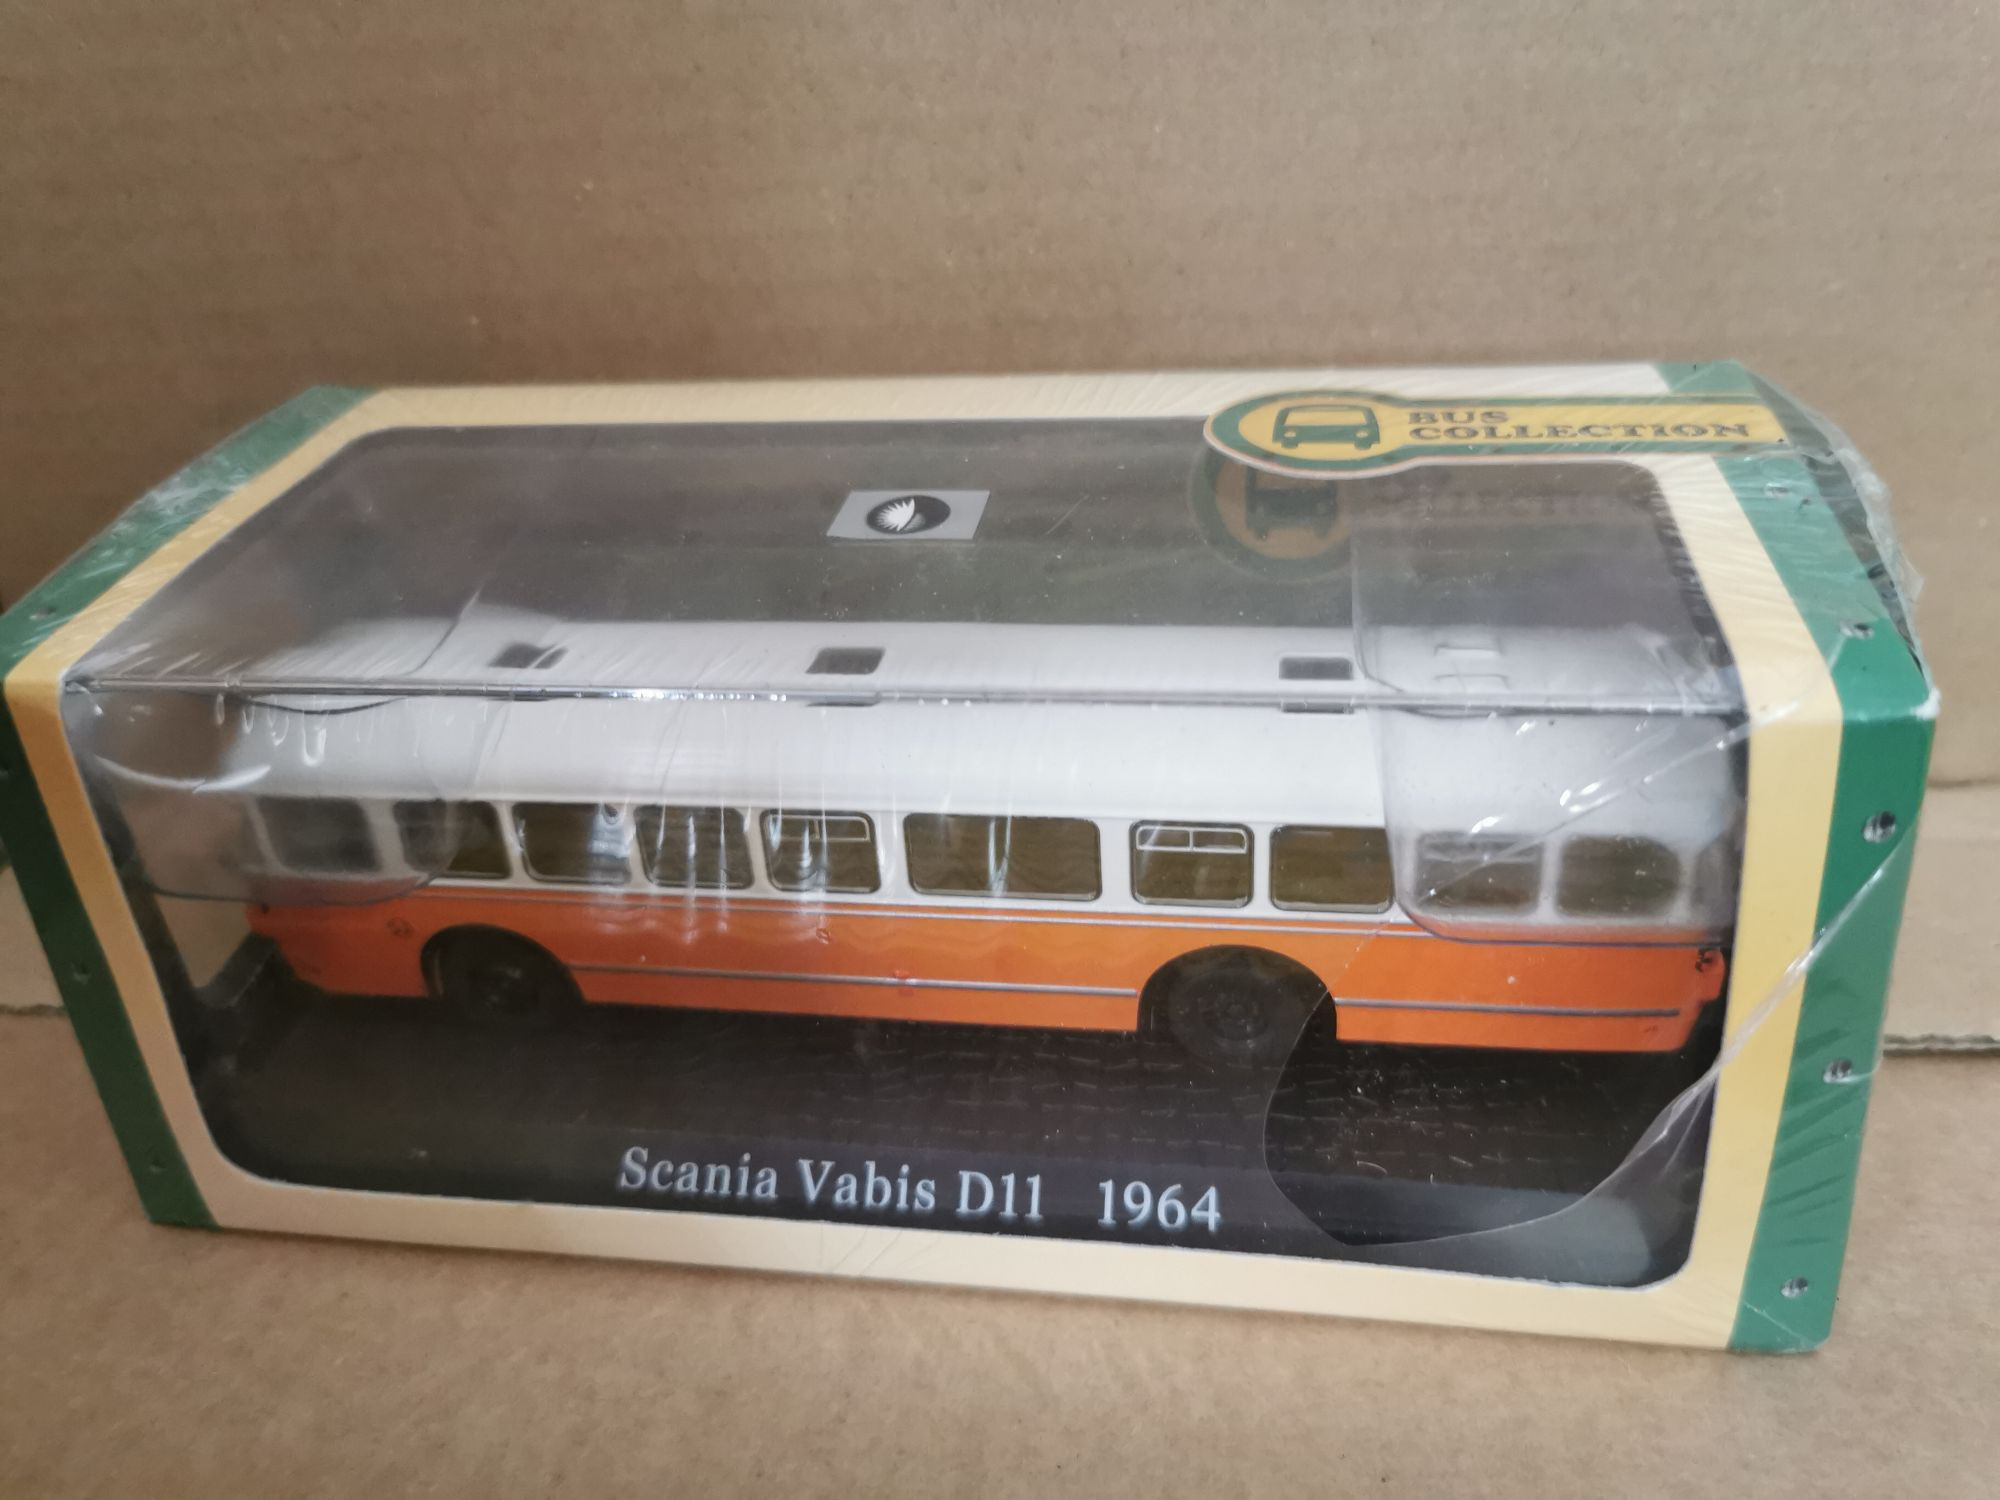 BUS
COLLECTION
Scania Vabis D11 1964